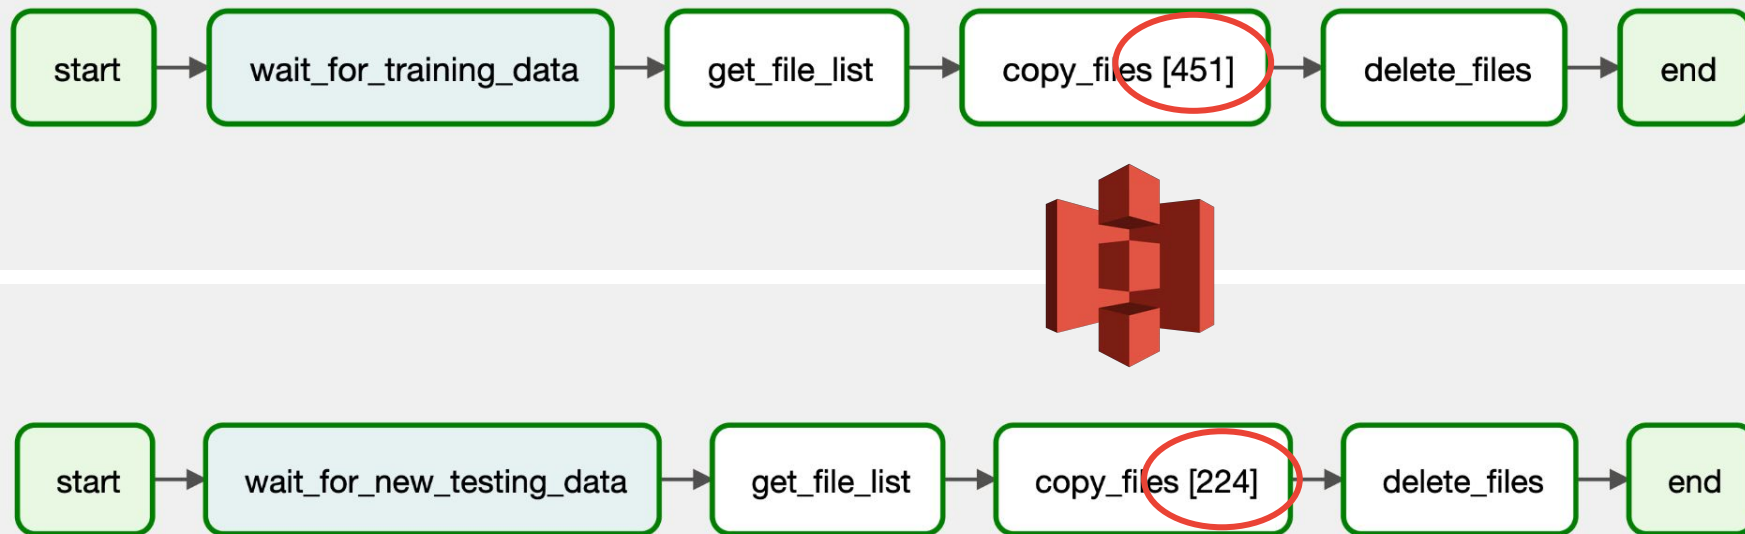 start wait_for_training_data get_file_list copy_files [451] delete_files end
start wait_for_new_testing_data get_file_list copy_files [224] delete_files end